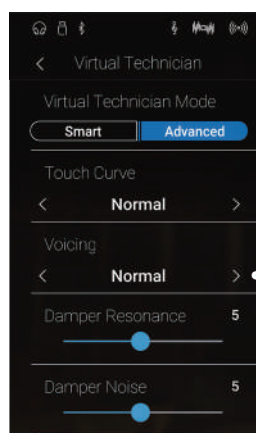 Virtual Technician
Virtual Technician Mode
Smart Advanced
Touch Curve
Normal
Voicing
Normal
Damper Resonance 5
Damper Noise 5